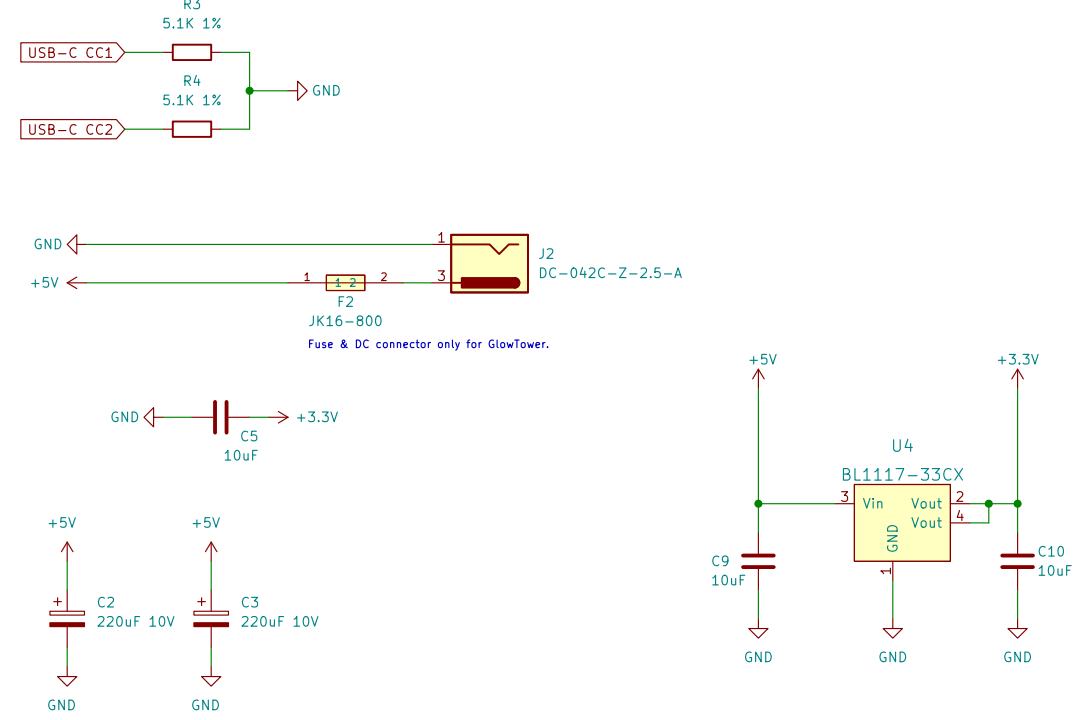 R3
5.1K 1%
USB-C CC1
R4
5.1K 1%
GND
USB-C CC2
GND
1
J2
DC-042C-Z-2.5-A
+5V
1
1 2
2
3
F2
JK16-800
Fuse & DC connector only for GlowTower.
+5V
+3.3V
GND
+3.3V
C5
10uF
U4
BL1117-33CX
3
Vin
Vout
2
Vout
4
GND
1
C9
10uF
C10
10uF
GND
GND
GND
+5V
+5V
+
C2
220uF 10V
+
C3
220uF 10V
GND
GND